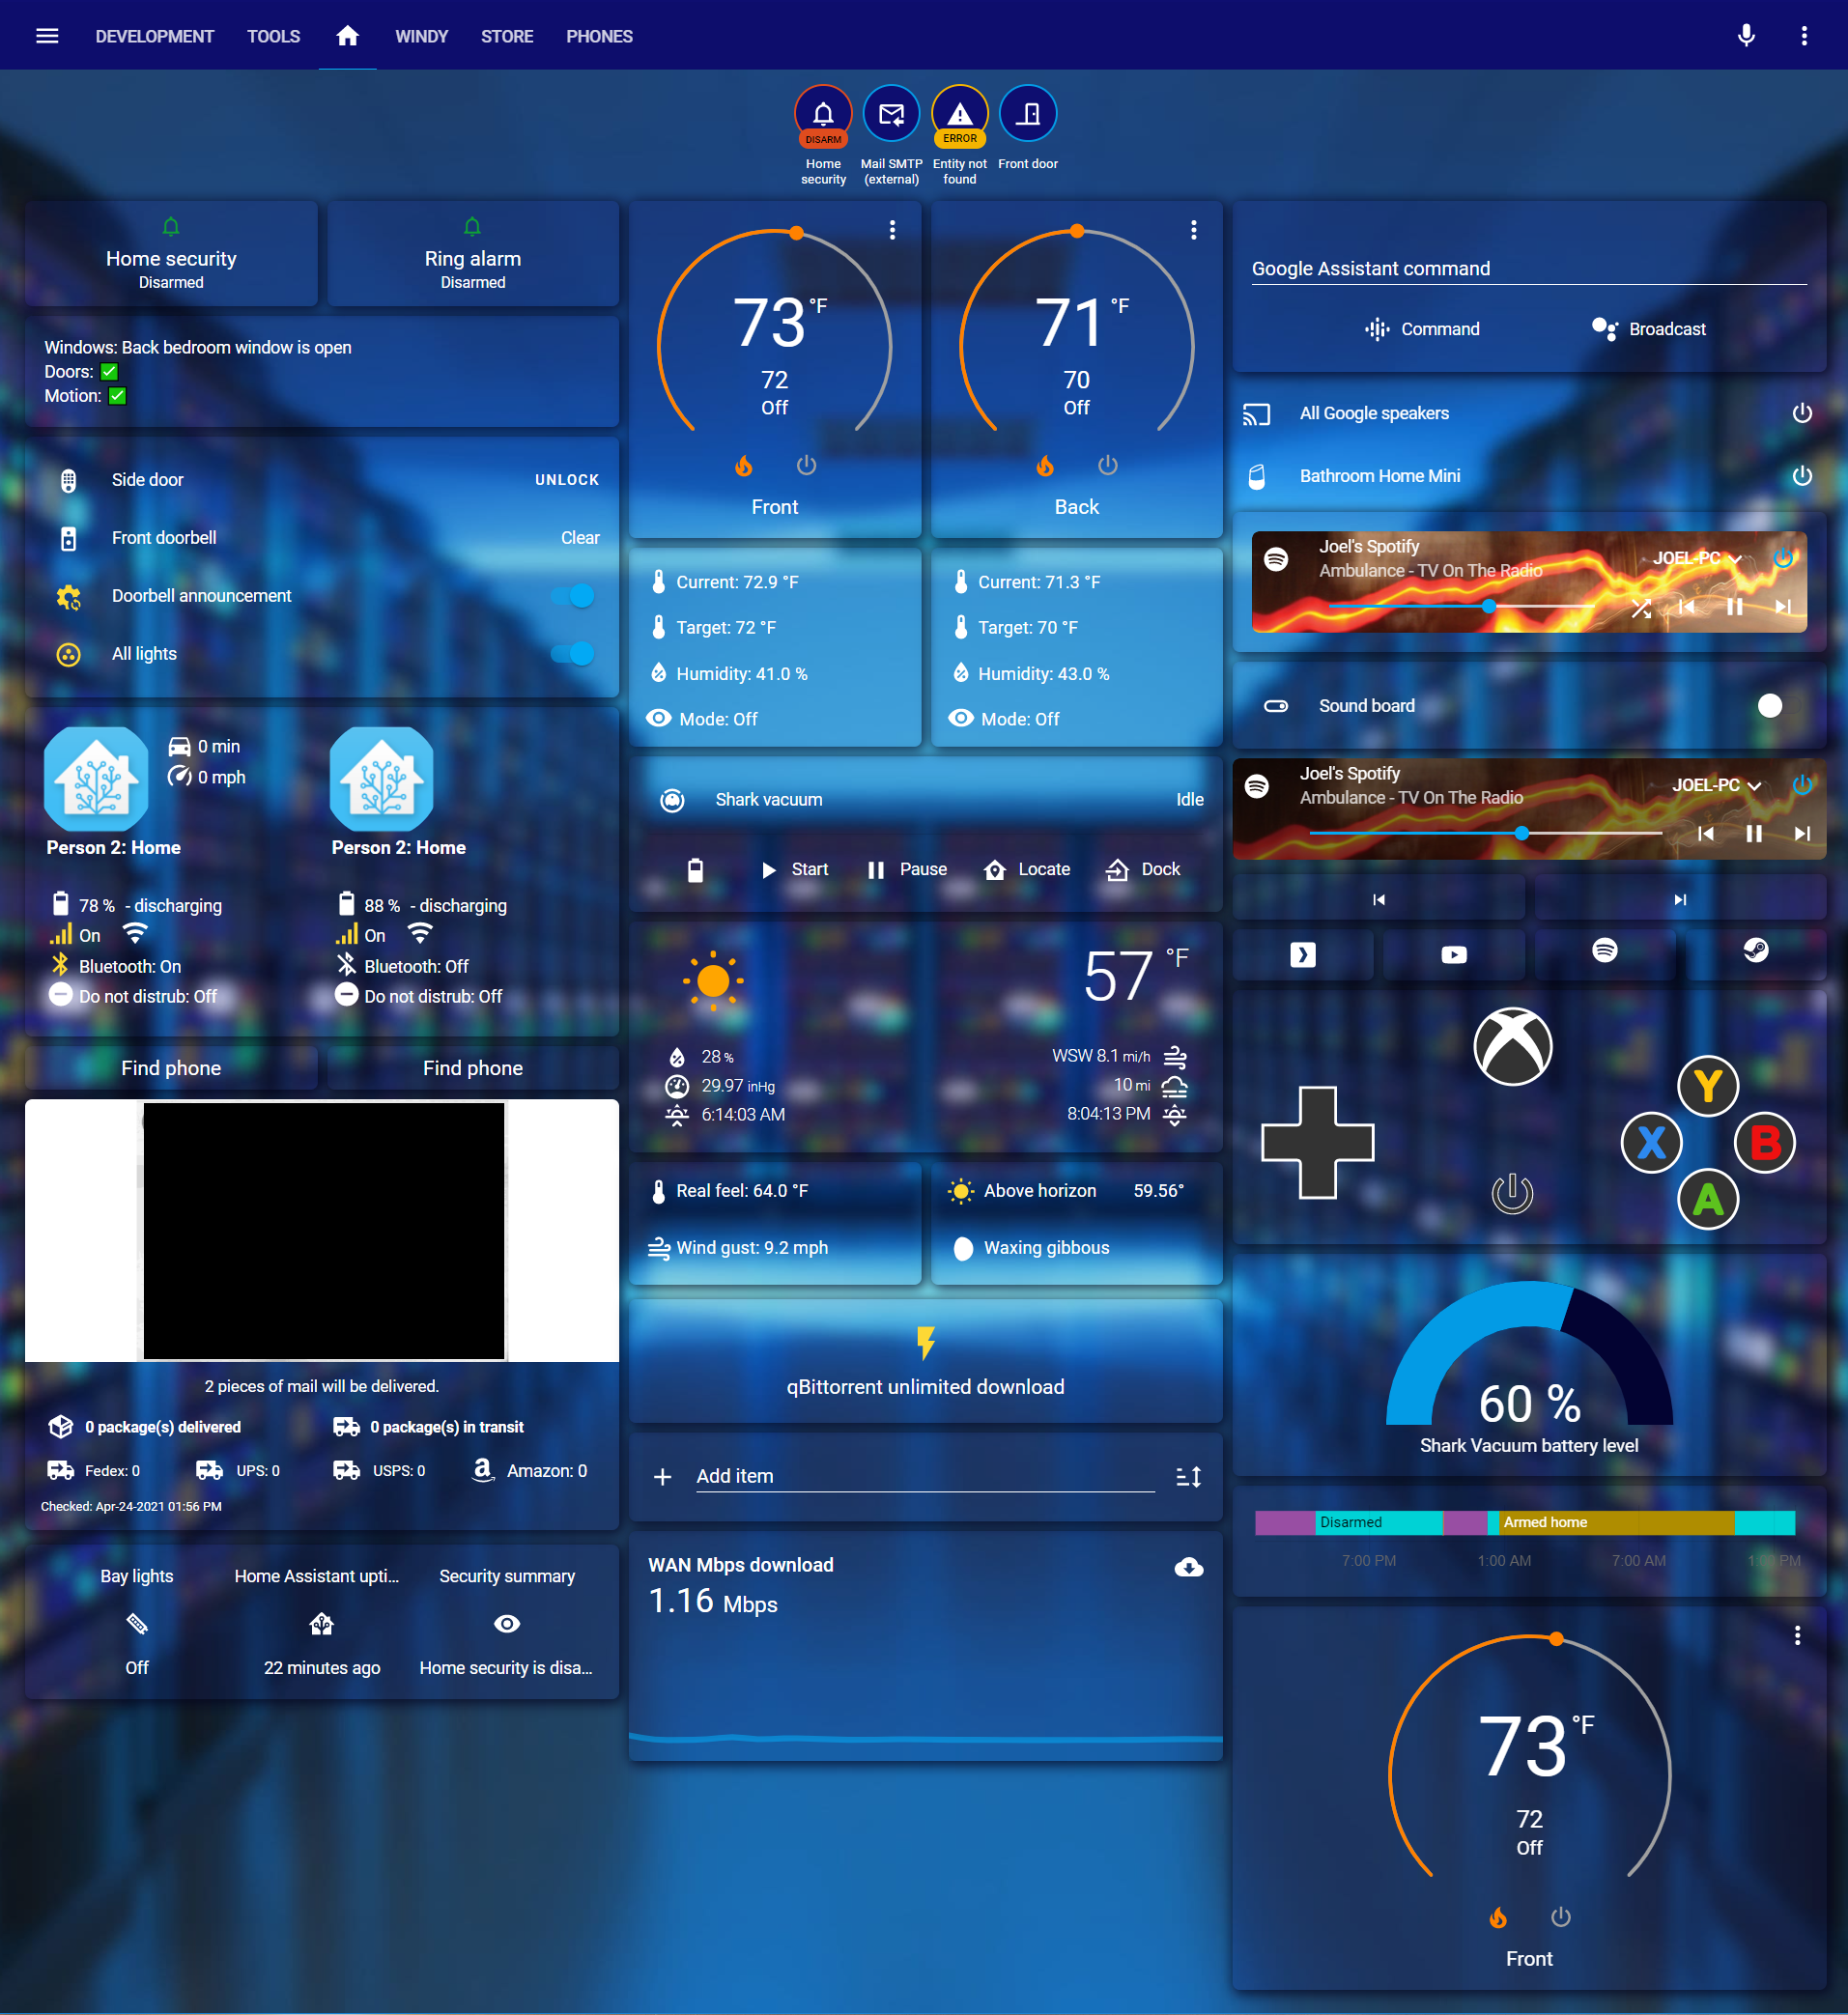 DEVELOPMENT TOOLS WINDY STORE PHONES
DISARM
ERROR
Home security
Mail SMTP (external)
Entity not found
Front door
Home security
Disarmed
Ring alarm
Disarmed
Windows: Back bedroom window is open
Doors: ✅
Motion: ✅
Side door UNLOCK
Front doorbell Clear
Doorbell announcement
All lights
0 min
0 mph
Person 2: Home
78 % - discharging
On
Bluetooth: On
Do not distrub: Off
Person 2: Home
88 % - discharging
On
Bluetooth: Off
Do not distrub: Off
Find phone
Find phone
2 pieces of mail will be delivered.
0 package(s) delivered
0 package(s) in transit
Fedex: 0
UPS: 0
USPS: 0
Amazon: 0
Checked: Apr-24-2021 01:56 PM
Bay lights
Off
Home Assistant upti...
22 minutes ago
Security summary
Home security is disa...
73 °F
72
Off
Front
71 °F
70
Off
Back
Current: 72.9 °F
Target: 72 °F
Humidity: 41.0 %
Mode: Off
Current: 71.3 °F
Target: 70 °F
Humidity: 43.0 %
Mode: Off
Shark vacuum Idle
Start Pause Locate Dock
57 °F
28 %
29.97 inHg
6:14:03 AM
WSW 8.1 mi/h
10 mi
8:04:13 PM
Real feel: 64.0 °F
Wind gust: 9.2 mph
Above horizon 59.56°
Waxing gibbous
qBittorrent unlimited download
Add item
WAN Mbps download
1.16 Mbps
Google Assistant command
Command Broadcast
All Google speakers
Bathroom Home Mini
Joel's Spotify
JOEL-PC
Ambulance - TV On The Radio
Sound board
Joel's Spotify
JOEL-PC
Ambulance - TV On The Radio
Y
X B
A
60 %
Shark Vacuum battery level
Disarmed Armed home
7:00 PM 1:00 AM 7:00 AM 1:00 PM
73 °F
72
Off
Front